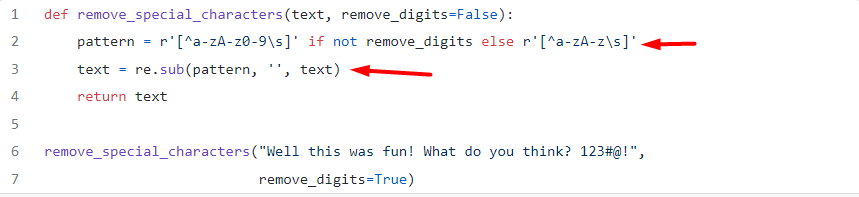 1 def remove_special_characters(text, remove_digits=False):
2     pattern = r'[^a-zA-z0-9\s]' if not remove_digits else r'[^a-zA-z\s]'
3     text = re.sub(pattern, '', text)
4     return text
5
6 remove_special_characters("Well this was fun! What do you think? 123#@!",
7                           remove_digits=True)